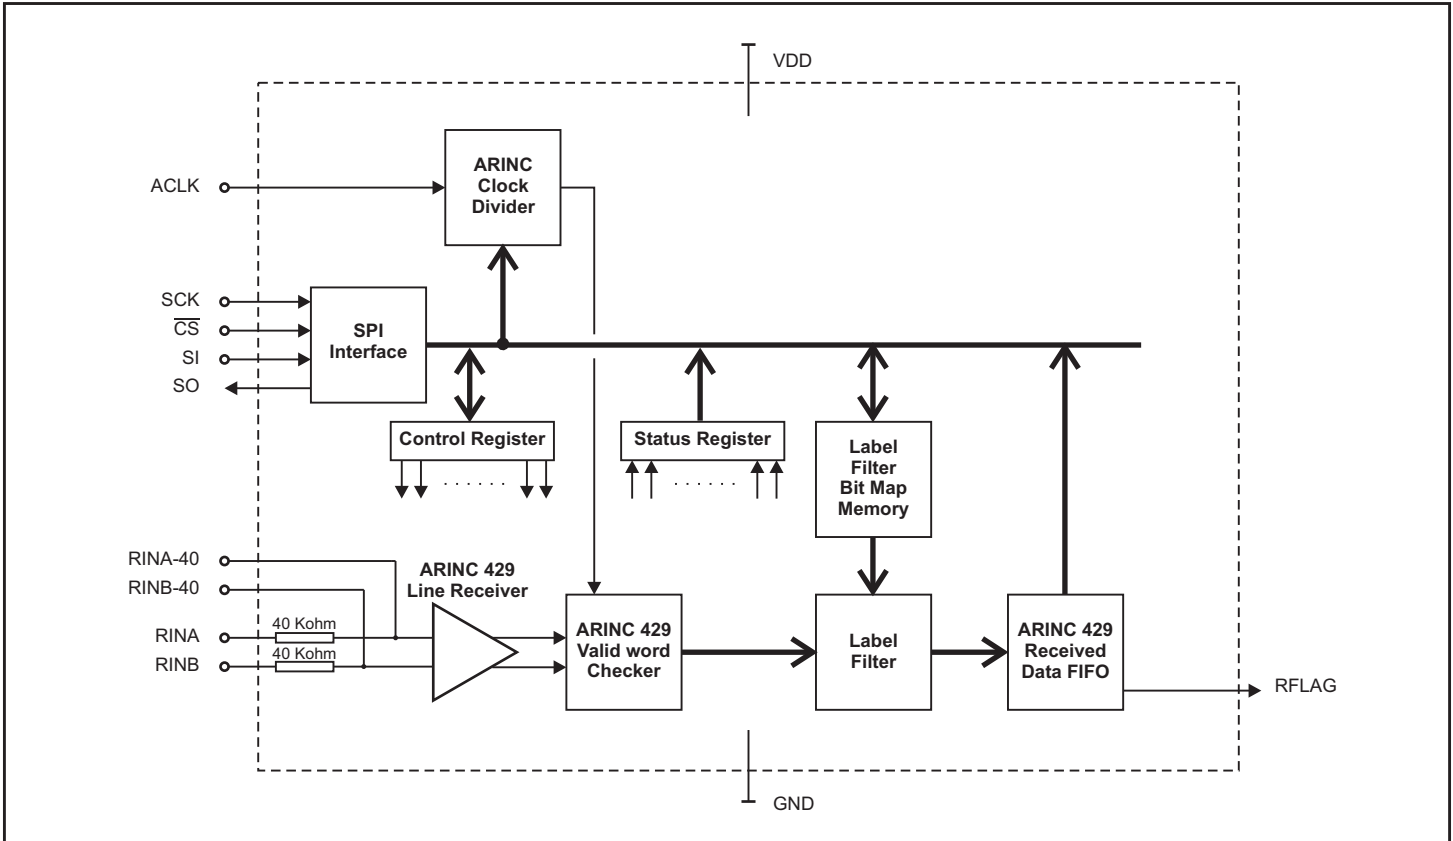 VDD
ARINC
Clock
Divider
ACLK
SCK
CS
SI
SO
SPI
Interface
Control Register
. . . . . .
Status Register
. . . . . .
Label
Filter
Bit Map
Memory
RINA-40
RINB-40
RINA
RINB
40 Kohm
40 Kohm
ARINC 429
Line Receiver
ARINC 429
Valid word
Checker
Label
Filter
ARINC 429
Received
Data FIFO
RFLAG
GND